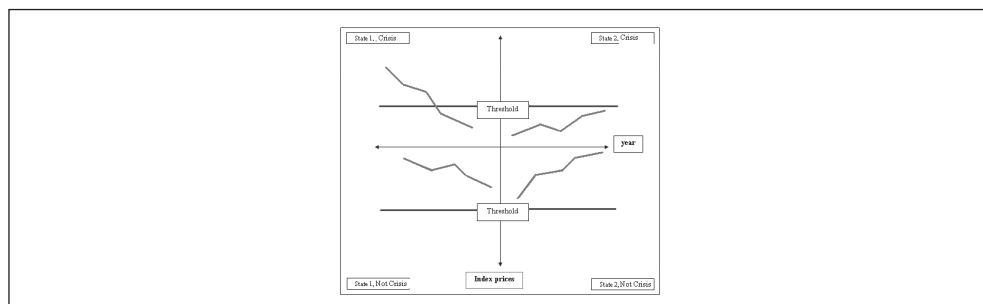 State 1, , Crisis
State 2, Crisis
Threshold
year
Threshold
Index prices
State 1, Not Crisis
State 2, Not Crisis